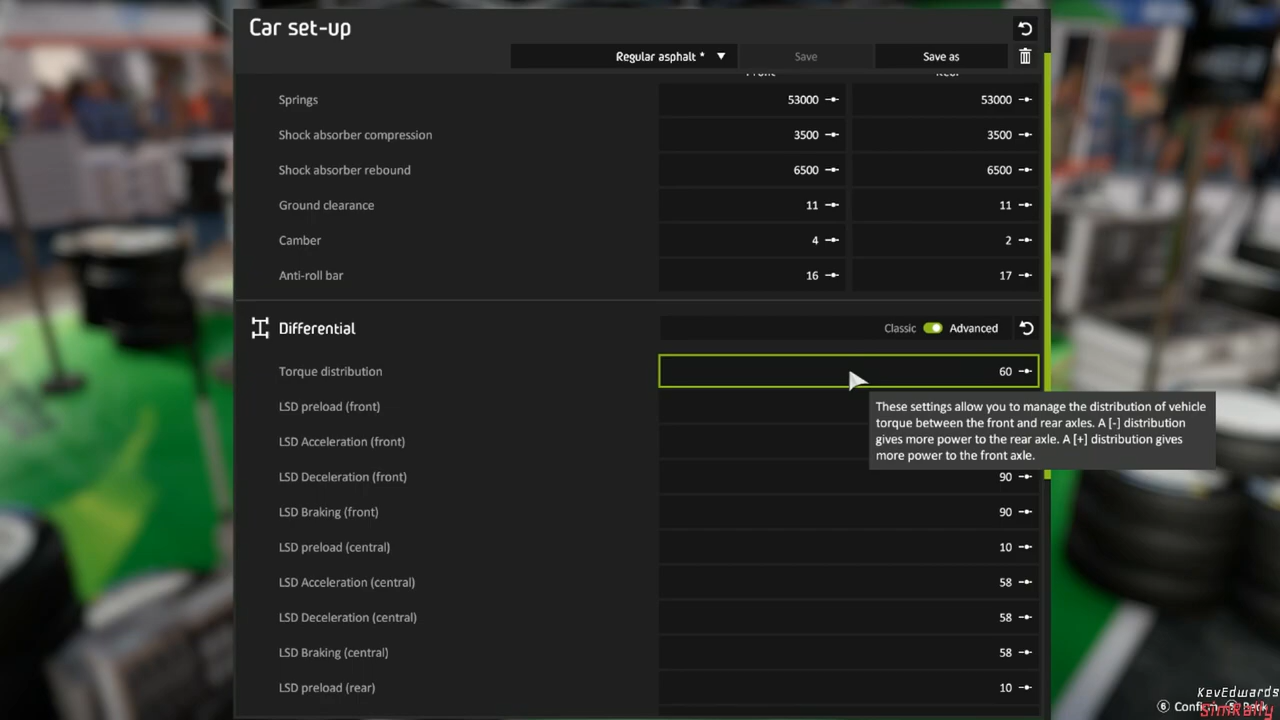 Car set-up
Regular asphalt *
Save
Save as
Springs 53000 53000
Shock absorber compression 3500 3500
Shock absorber rebound 6500 6500
Ground clearance 11 11
Camber 4 2
Anti-roll bar 16 17
Differential Classic Advanced
Torque distribution 60
LSD preload (front)
LSD Acceleration (front)
LSD Deceleration (front) 90
LSD Braking (front) 90
LSD preload (central) 10
LSD Acceleration (central) 58
LSD Deceleration (central) 58
LSD Braking (central) 58
LSD preload (rear) 10
These settings allow you to manage the distribution of vehicle
torque between the front and rear axles. A [-] distribution
gives more power to the rear axle. A [+] distribution gives
more power to the front axle.
KevEdwards
SimRally